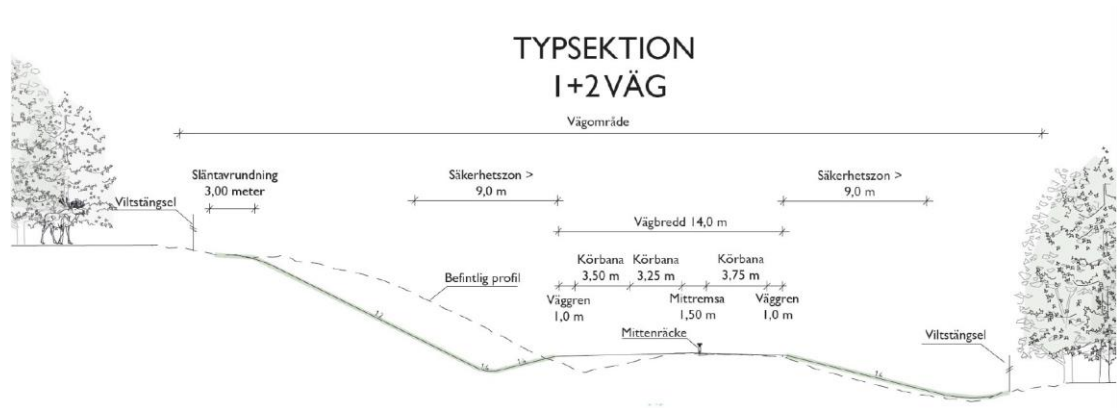 TYPSEKTION
1+2 VÄG
Vägområde
Släntavrundning
3,00 meter
Säkerhetszon >
9,0 m
Säkerhetszon >
9,0 m
Viltstängsel
Vägbredd 14,0 m
Körbana
3,50 m
Körbana
3,25 m
Körbana
3,75 m
Befintlig profil
Väggren
1,0 m
Mittremsa
1,50 m
Väggren
1,0 m
Mittenräcke
Viltstängsel